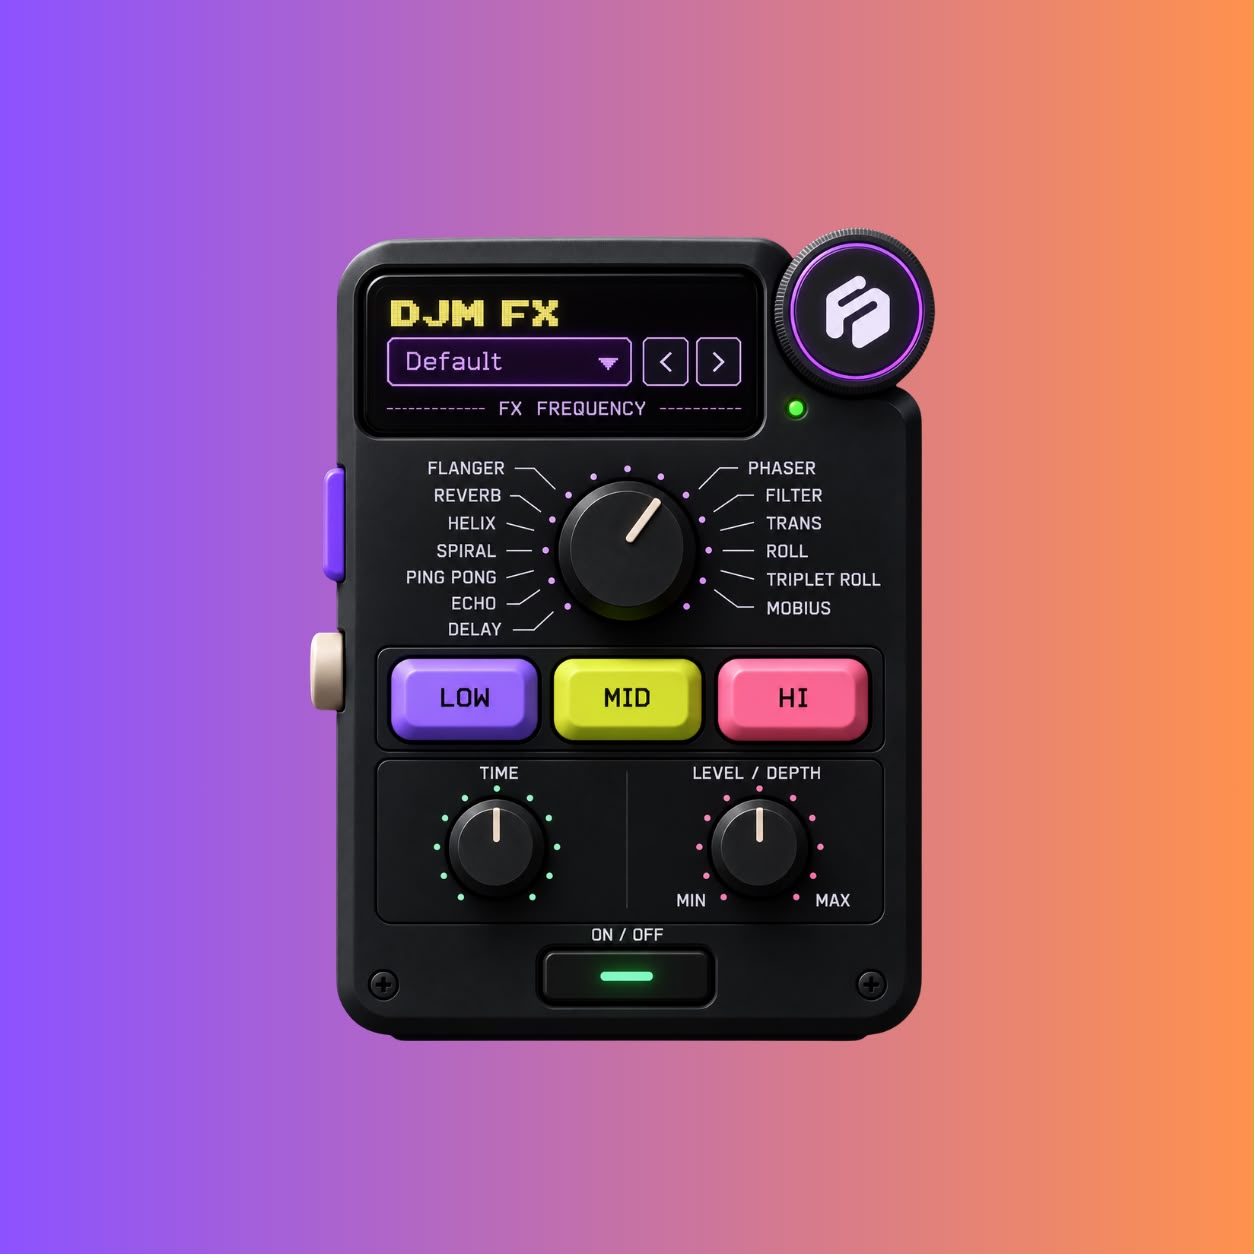 DJM FX
Default
FX FREQUENCY
FLANGER
REVERB
HELIX
SPIRAL
PING PONG
ECHO
DELAY
PHASER
FILTER
TRANS
ROLL
TRIPLET ROLL
MOBIUS
LOW MID HI
TIME
LEVEL / DEPTH
MIN MAX
ON / OFF